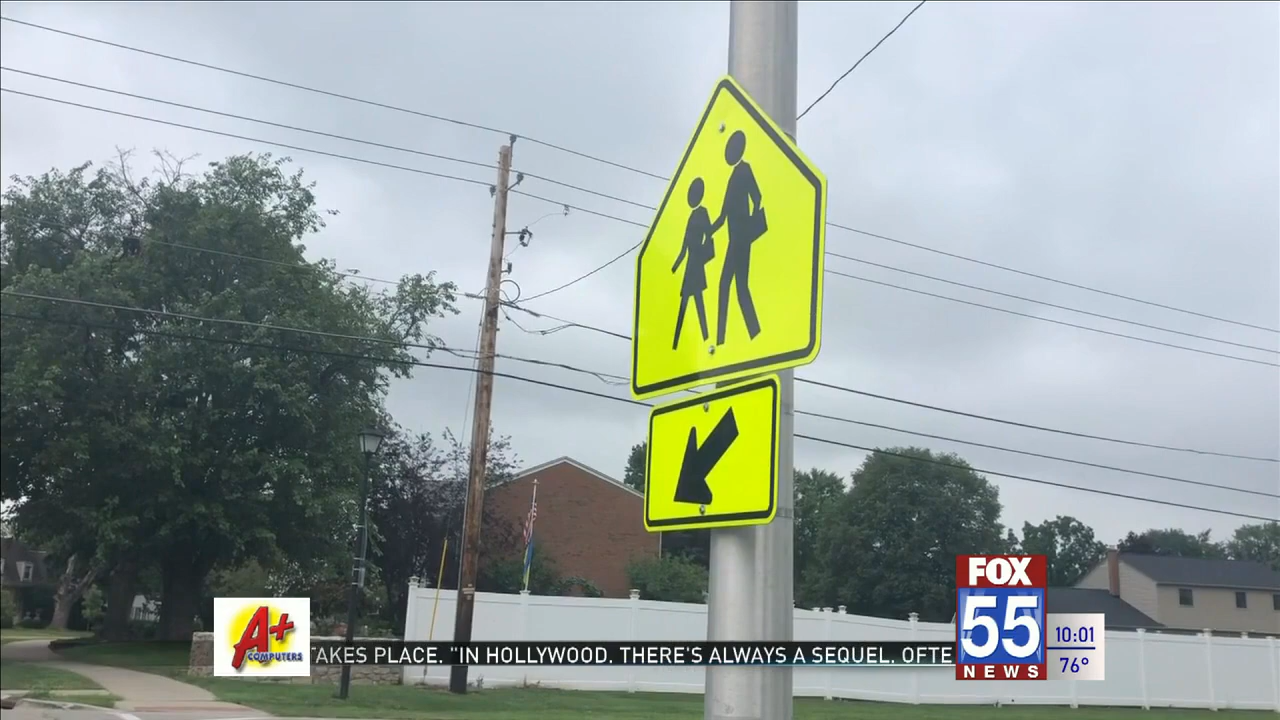 A+
COMPUTERS
TAKES PLACE. "IN HOLLYWOOD. THERE'S ALWAYS A SEQUEL. OFTE
FOX
55
NEWS
10:01
76°